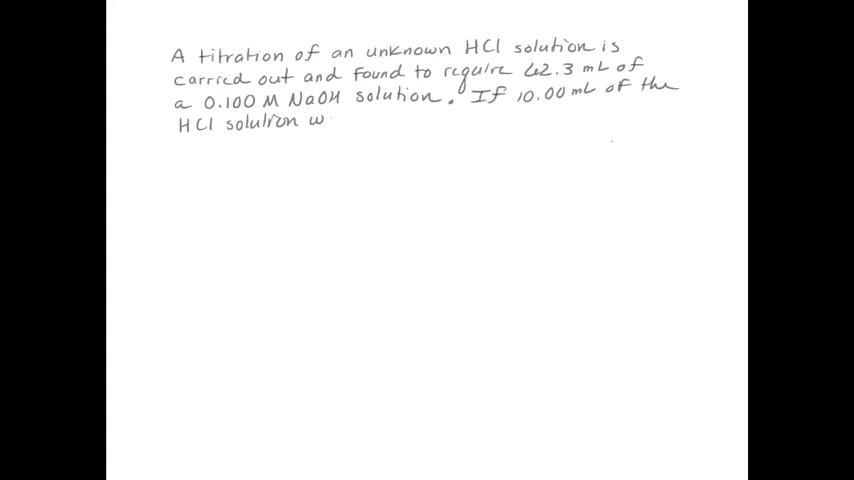 A titration of an unknown HCl solution is
carried out and found to require 42.3 mL of
a 0.100 M NaOH solution. If 10.00 mL of the
HCl solution w